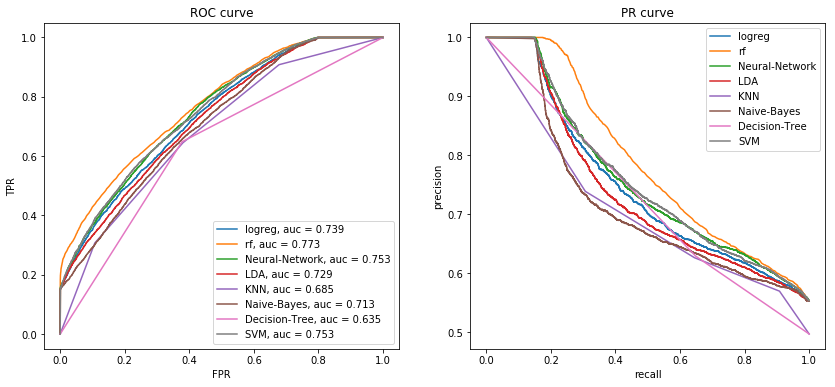 ROC curve
1.0
0.8
0.6
0.4
0.2
0.0
TPR
0.0
0.2
0.4
0.6
0.8
1.0
FPR
logreg, auc = 0.739
rf, auc = 0.773
Neural-Network, auc = 0.753
LDA, auc = 0.729
KNN, auc = 0.685
Naive-Bayes, auc = 0.713
Decision-Tree, auc = 0.635
SVM, auc = 0.753
PR curve
1.0
0.9
0.8
0.7
0.6
0.5
precision
0.0
0.2
0.4
0.6
0.8
1.0
recall
logreg
rf
Neural-Network
LDA
KNN
Naive-Bayes
Decision-Tree
SVM